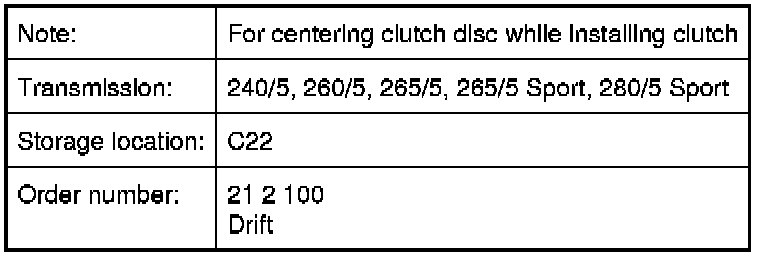 Note: For centering clutch disc while installing clutch
Transmission: 240/5, 260/5, 265/5, 265/5 Sport, 280/5 Sport
Storage location: C22
Order number: 21 2 100
Drift